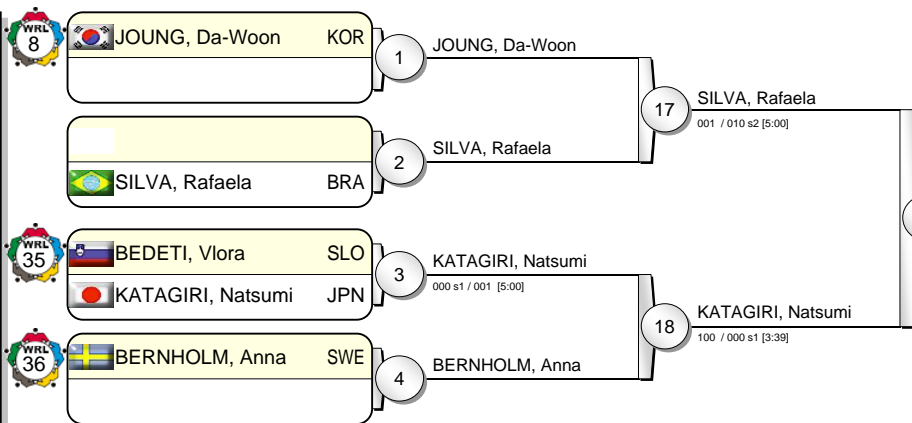 WRL
8
JOUNG, Da-Woon KOR
1
JOUNG, Da-Woon
17
SILVA, Rafaela
001 / 010 s2 [5:00]
SILVA, Rafaela BRA
2
SILVA, Rafaela
WRL
35
BEDETI, Vlora SLO
KATAGIRI, Natsumi JPN
3
KATAGIRI, Natsumi
000 s1 / 001 [5:00]
18
KATAGIRI, Natsumi
100 / 000 s1 [3:39]
WRL
36
BERNHOLM, Anna SWE
4
BERNHOLM, Anna